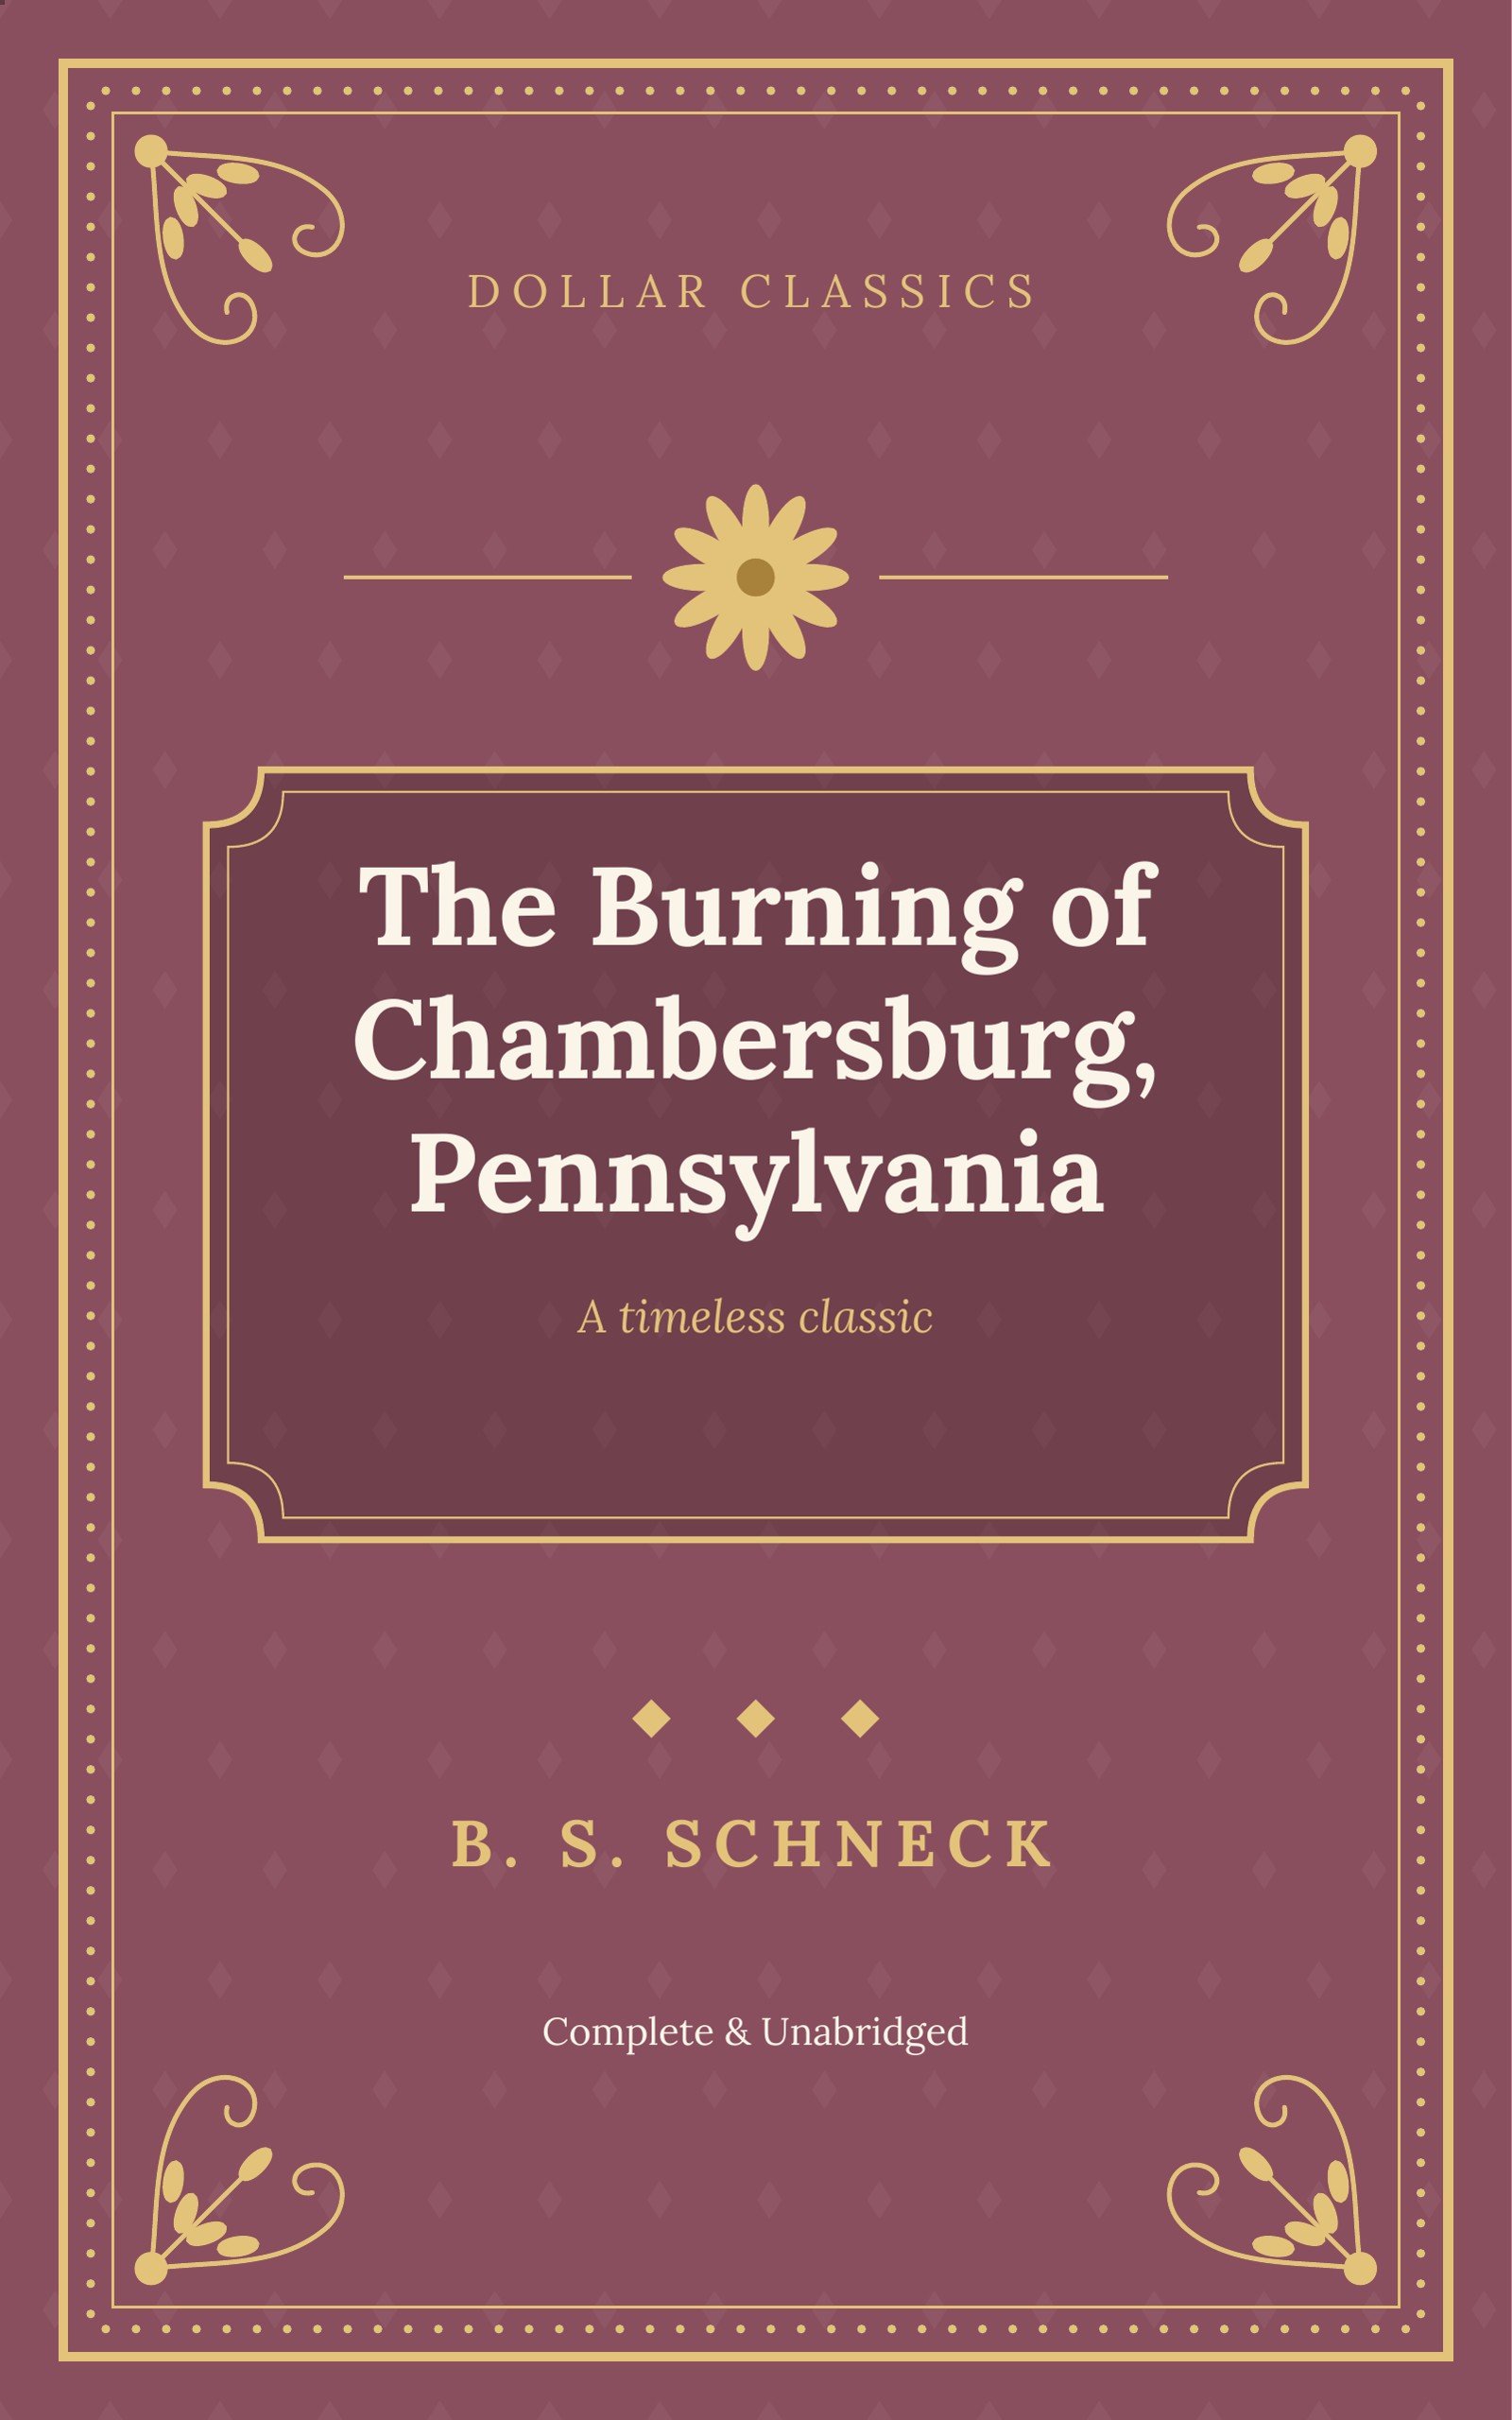 DOLLAR CLASSICS
The Burning of
Chambersburg,
Pennsylvania
A timeless classic
B. S. SCHNECK
Complete & Unabridged